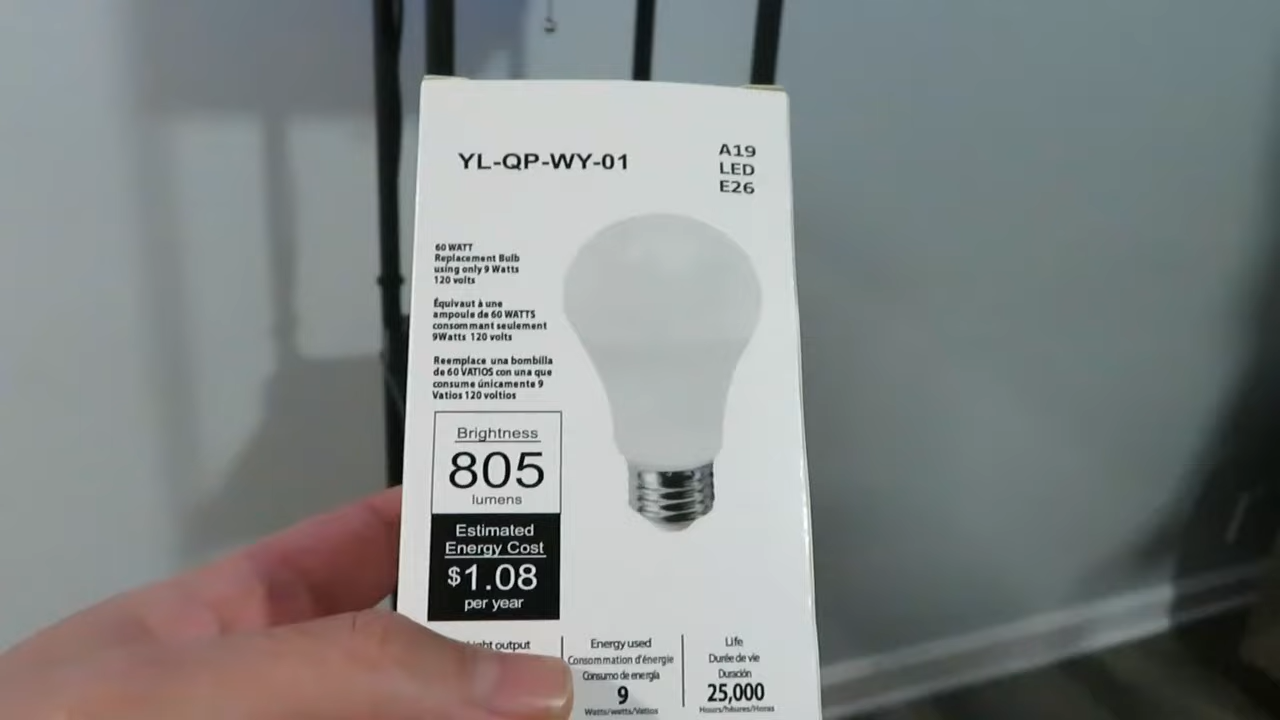 YL-QP-WY-01
A19
LED
E26
60 WATT
Replacement Bulb
using only 9 Watts
120 volts
Équivaut à une
ampoule de 60 WATTS
consommant seulement
9Watts 120 volts
Reemplace una bombilla
de 60 VATIOS con una que
consume únicamente 9
Vatios 120 voltios
Brightness
805
lumens
Estimated
Energy Cost
$1.08
per year
output
Energy used
Consommation d'énergie
Consumo de energía
9
Watts/watts/Vatios
Life
Durée de vie
Duración
25,000
Hours/heures/Horas